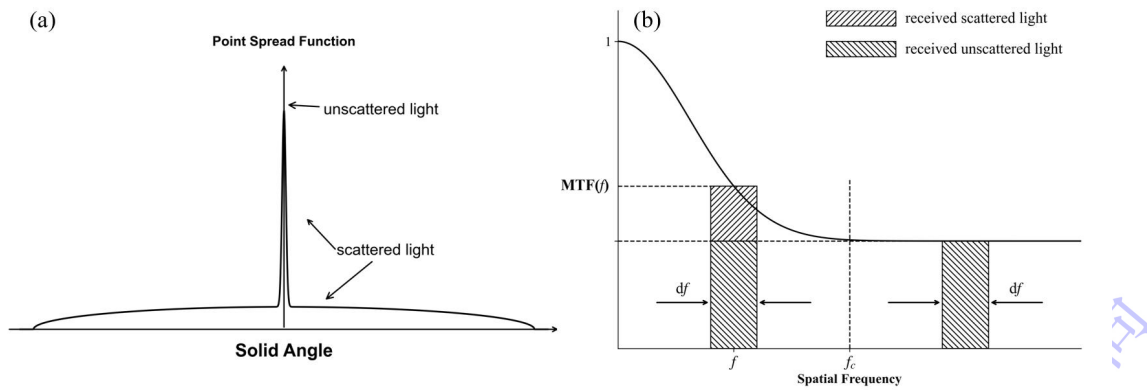 (a)
Point Spread Function
unscattered light
scattered light
Solid Angle
(b)
received scattered light
received unscattered light
1
MTF(f)
df
df
f
f_c
Spatial Frequency